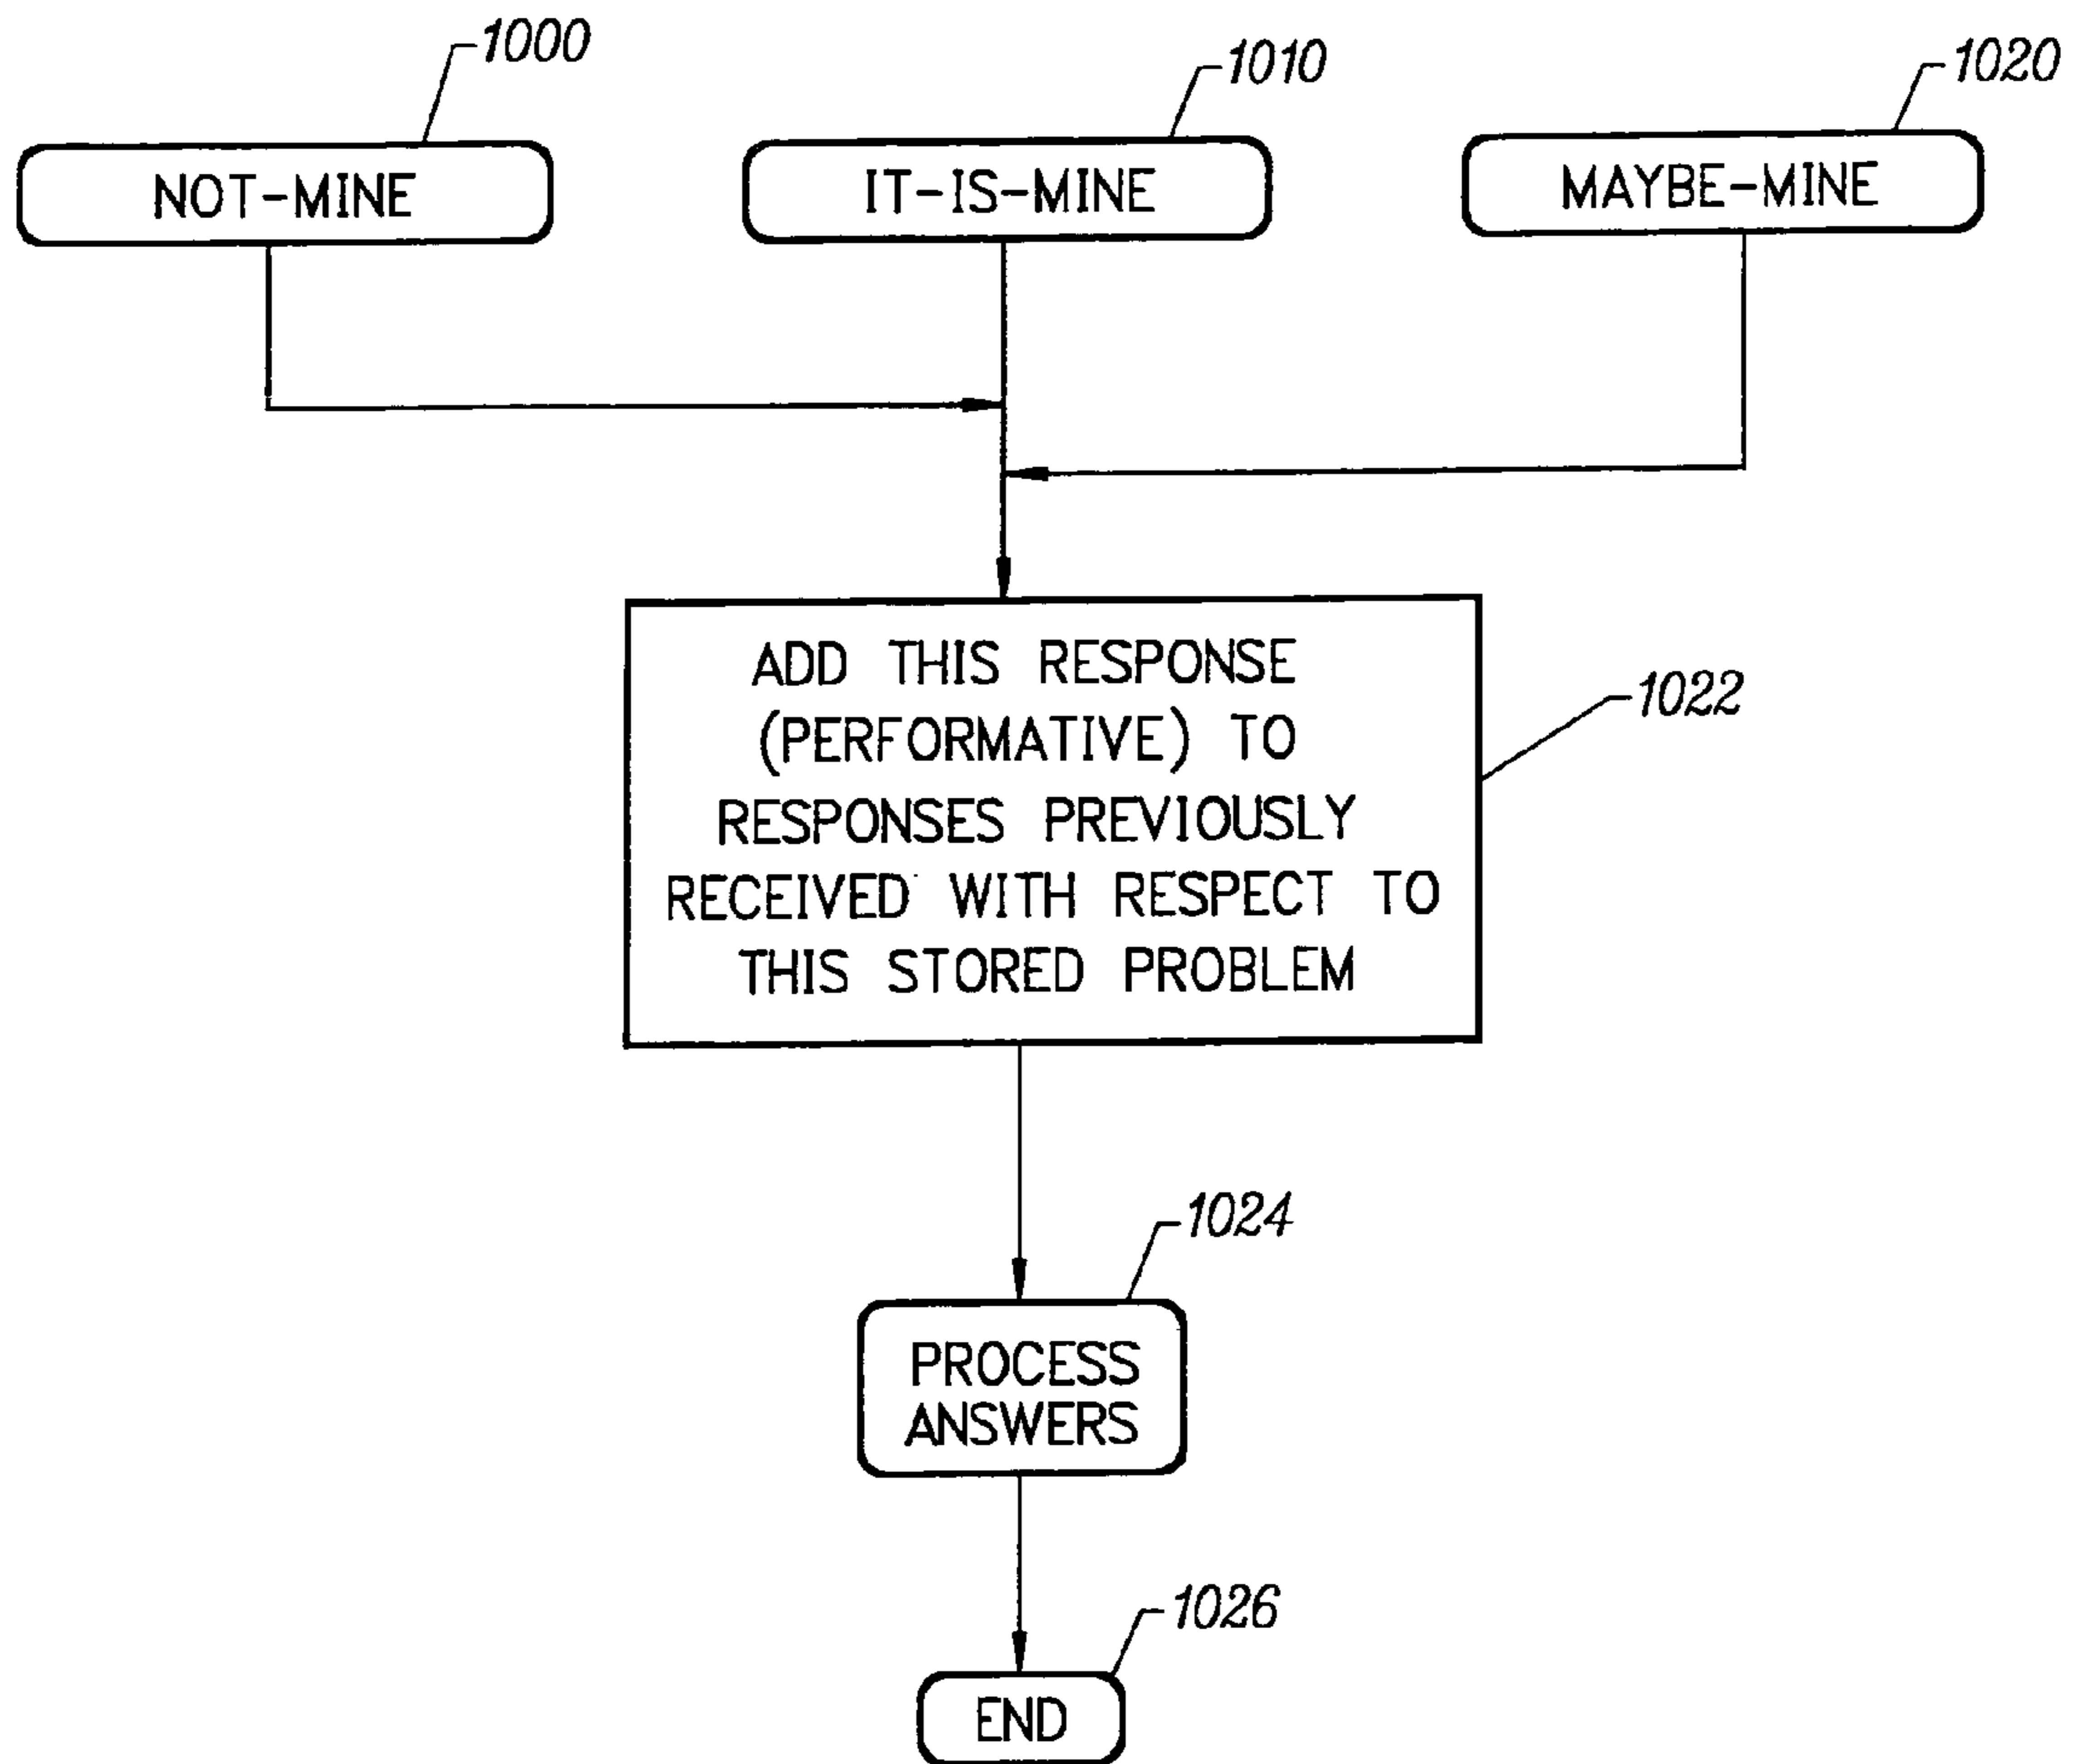 1000
1010
1020
NOT-MINE
IT-IS-MINE
MAYBE-MINE
ADD THIS RESPONSE
(PERFORMATIVE) TO
RESPONSES PREVIOUSLY
RECEIVED WITH RESPECT TO
THIS STORED PROBLEM
1022
1024
PROCESS
ANSWERS
1026
END